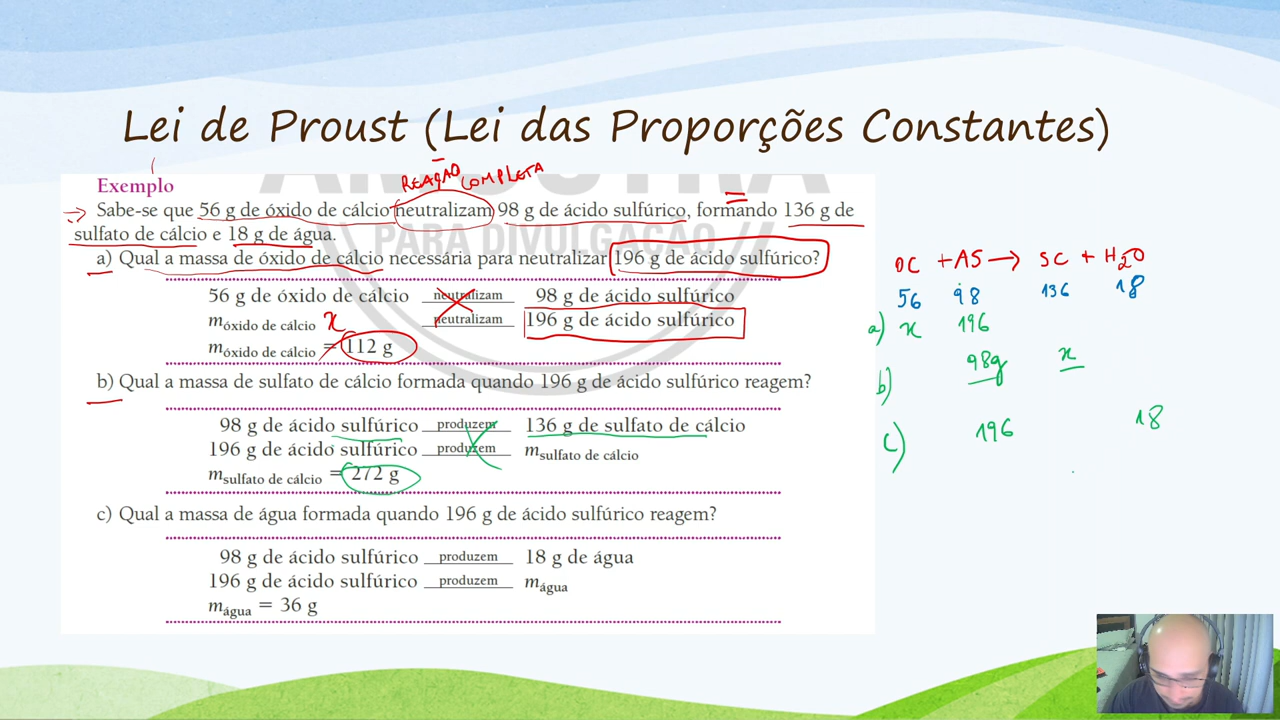 Lei de Proust (Lei das Proporções Constantes)
REAÇÃO COMPLETA
Exemplo
Sabe-se que 56 g de óxido de cálcio neutralizam 98 g de ácido sulfúrico, formando 136 g de
sulfato de cálcio e 18 g de água.
PARA DIVULGAÇÃO
a) Qual a massa de óxido de cálcio necessária para neutralizar 196 g de ácido sulfúrico?
56 g de óxido de cálcio neutralizam 98 g de ácido sulfúrico
m óxido de cálcio x neutralizam 196 g de ácido sulfúrico
m óxido de cálcio = 112 g
b) Qual a massa de sulfato de cálcio formada quando 196 g de ácido sulfúrico reagem?
98 g de ácido sulfúrico produzem 136 g de sulfato de cálcio
196 g de ácido sulfúrico produzem m sulfato de cálcio
m sulfato de cálcio = 272 g
c) Qual a massa de água formada quando 196 g de ácido sulfúrico reagem?
98 g de ácido sulfúrico produzem 18 g de água
196 g de ácido sulfúrico produzem m água
m água = 36 g
OC + AS → SC + H2O
56 98 136 18
a) x 196
b) 98g x
c) 196 18